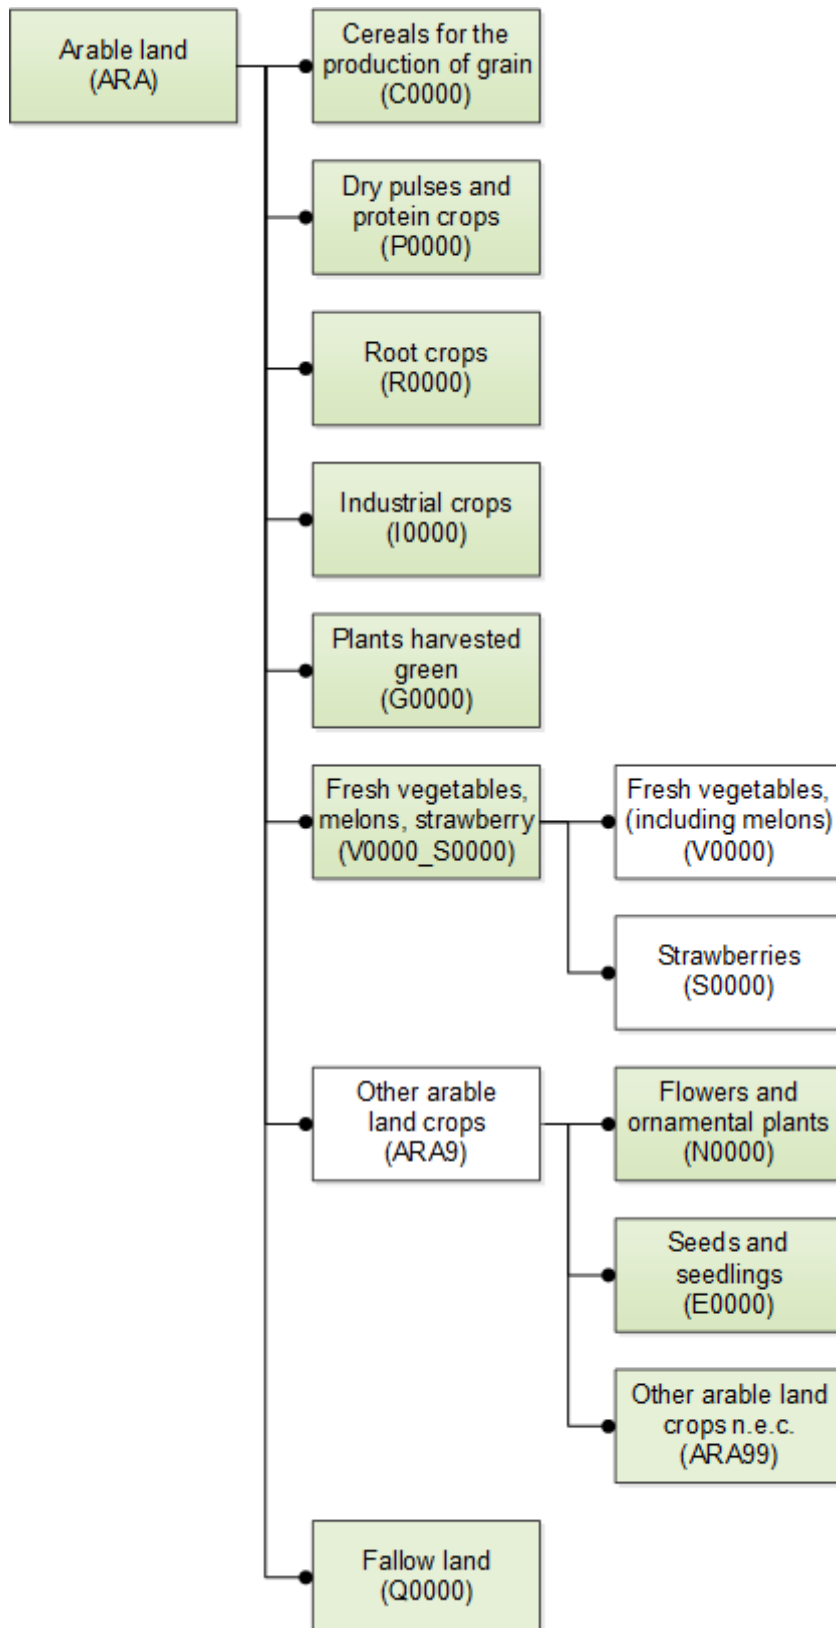 Arable land
(ARA)
Cereals for the
production of grain
(C0000)
Dry pulses and
protein crops
(P0000)
Root crops
(R0000)
Industrial crops
(I0000)
Plants harvested
green
(G0000)
Fresh vegetables,
melons, strawberry
(V0000_S0000)
Fresh vegetables,
(including melons)
(V0000)
Strawberries
(S0000)
Other arable
land crops
(ARA9)
Flowers and
ornamental plants
(N0000)
Seeds and
seedlings
(E0000)
Other arable land
crops n.e.c.
(ARA99)
Fallow land
(Q0000)